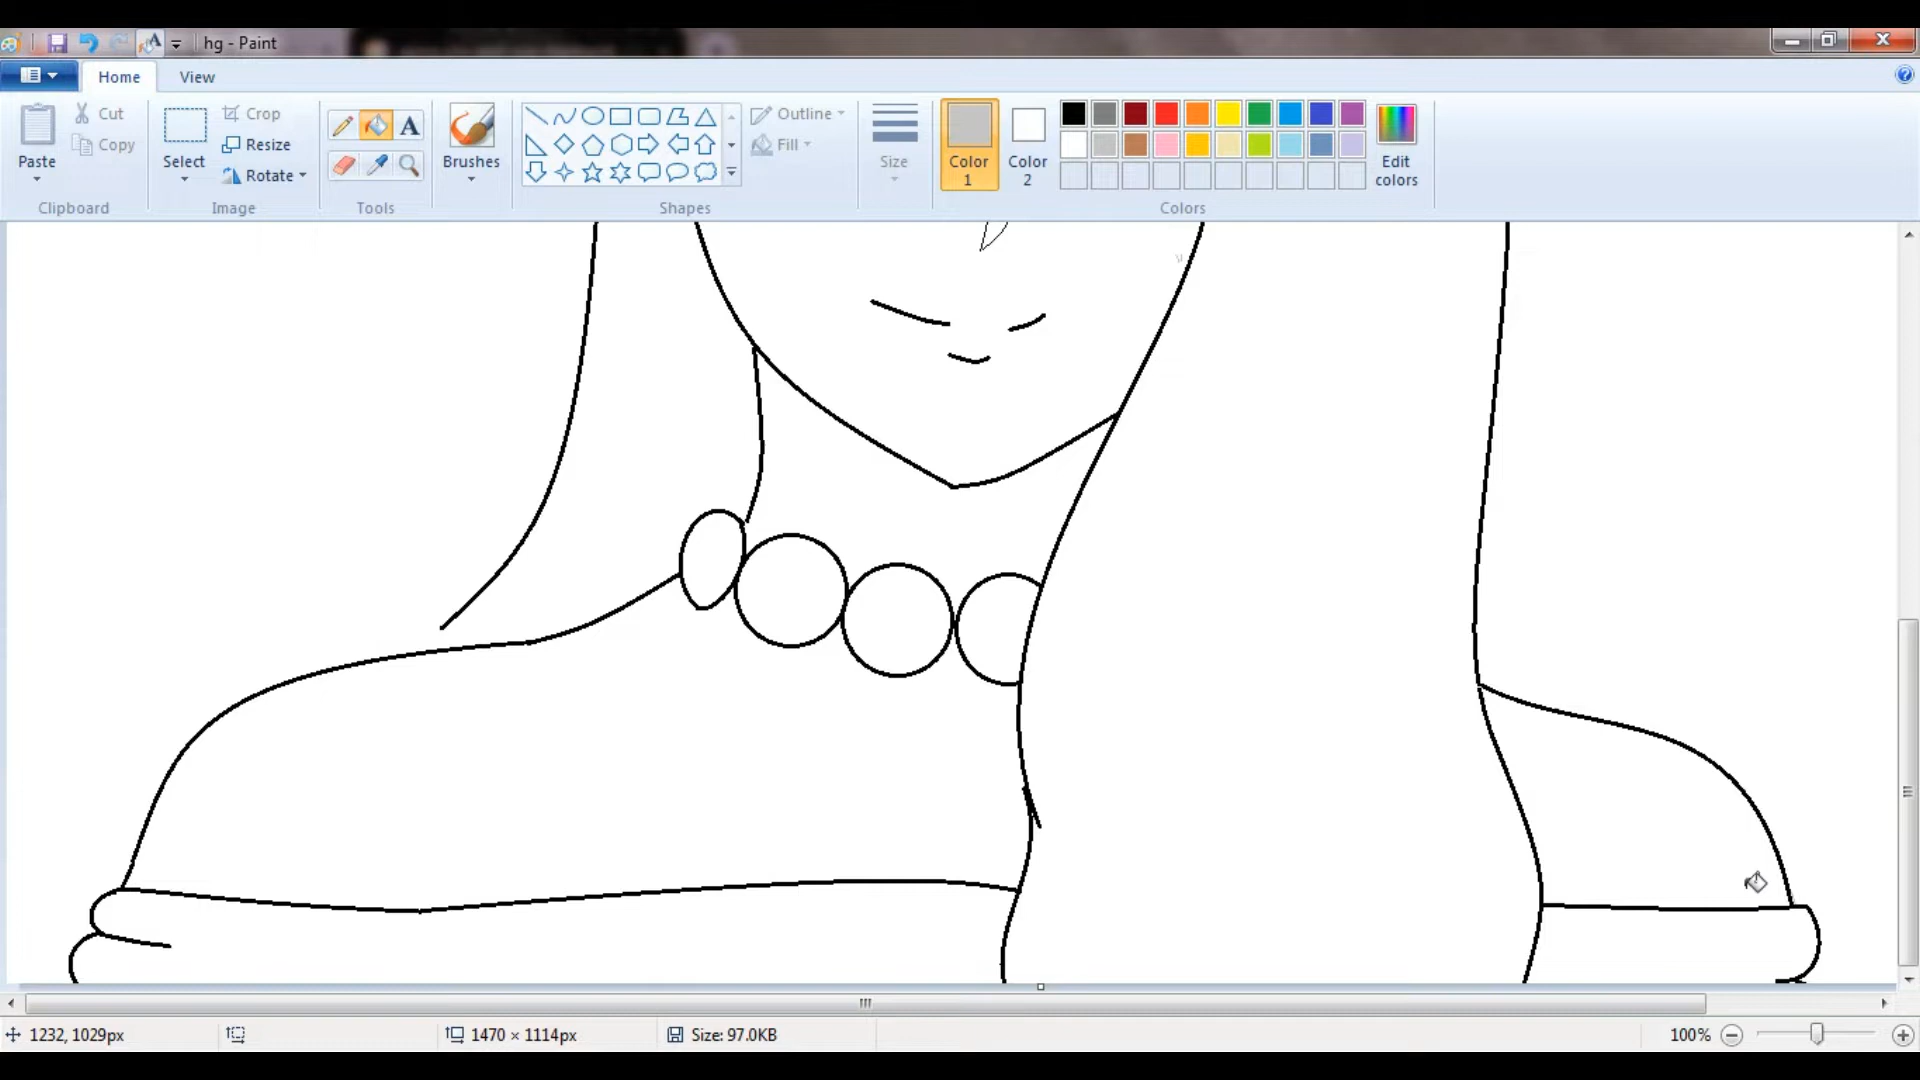 hg - Paint
Home View
Paste
Cut
Copy
Clipboard
Select
Crop
Resize
Rotate
Image
A
Tools
Brushes
Shapes
Outline
Fill
Size
Color
1
Color
2
Colors
Edit
colors
1232, 1029px
1470 × 1114px
Size: 97.0KB
100%